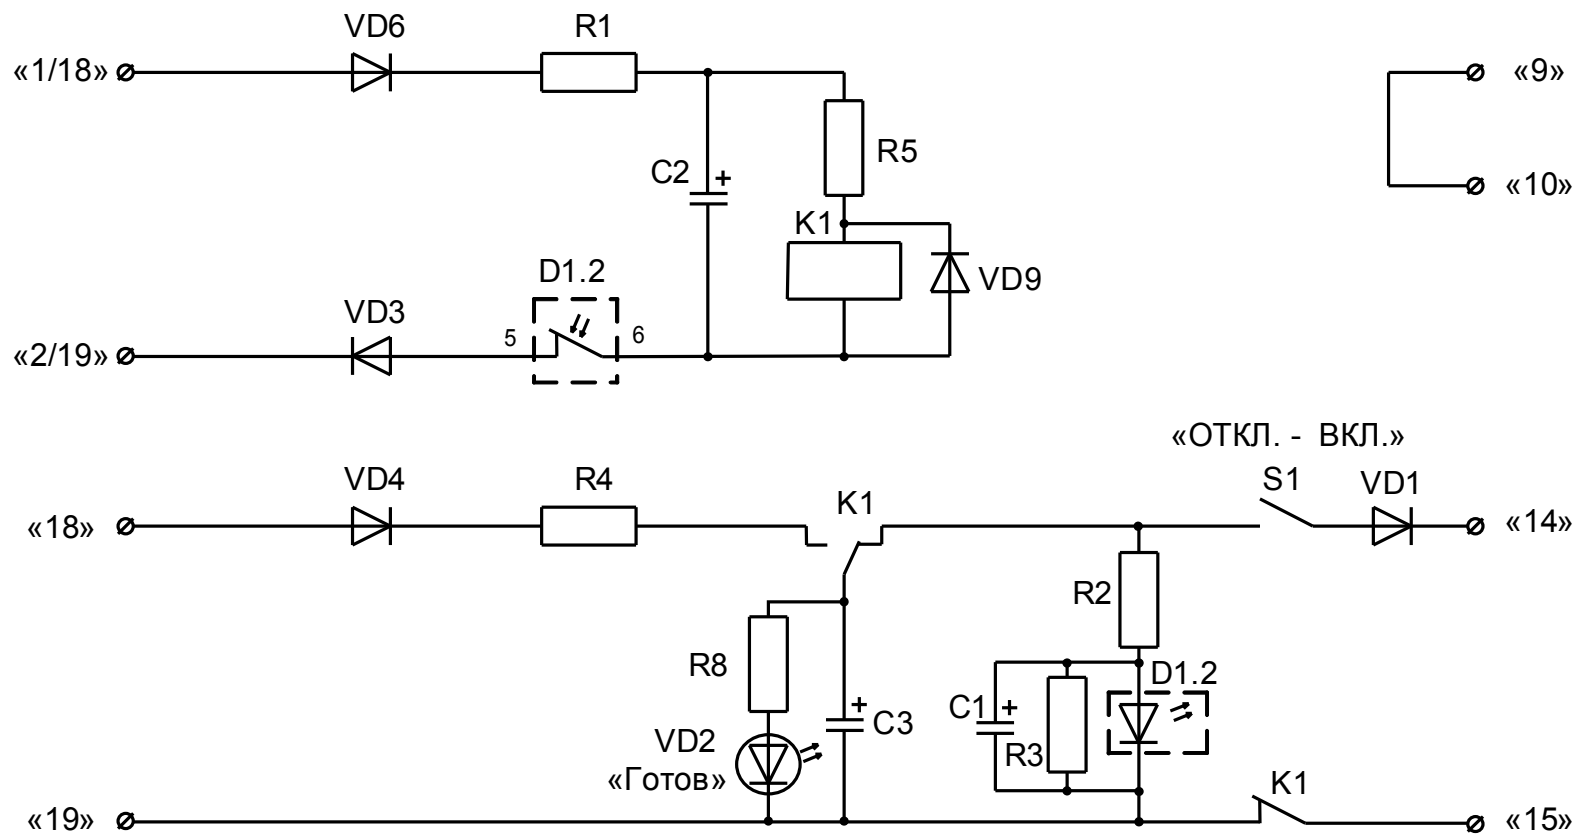 VD6 R1
«1/18» «9»
R5
C2 +
«10»
K1
D1.2
VD9
VD3
5 6
«2/19»
«ОТКЛ. - ВКЛ.»
VD4 R4 S1 VD1
K1
«18» «14»
R2
R8 D1.2
C1 +
+ C3
VD2 R3
«Готов» K1
«19» «15»